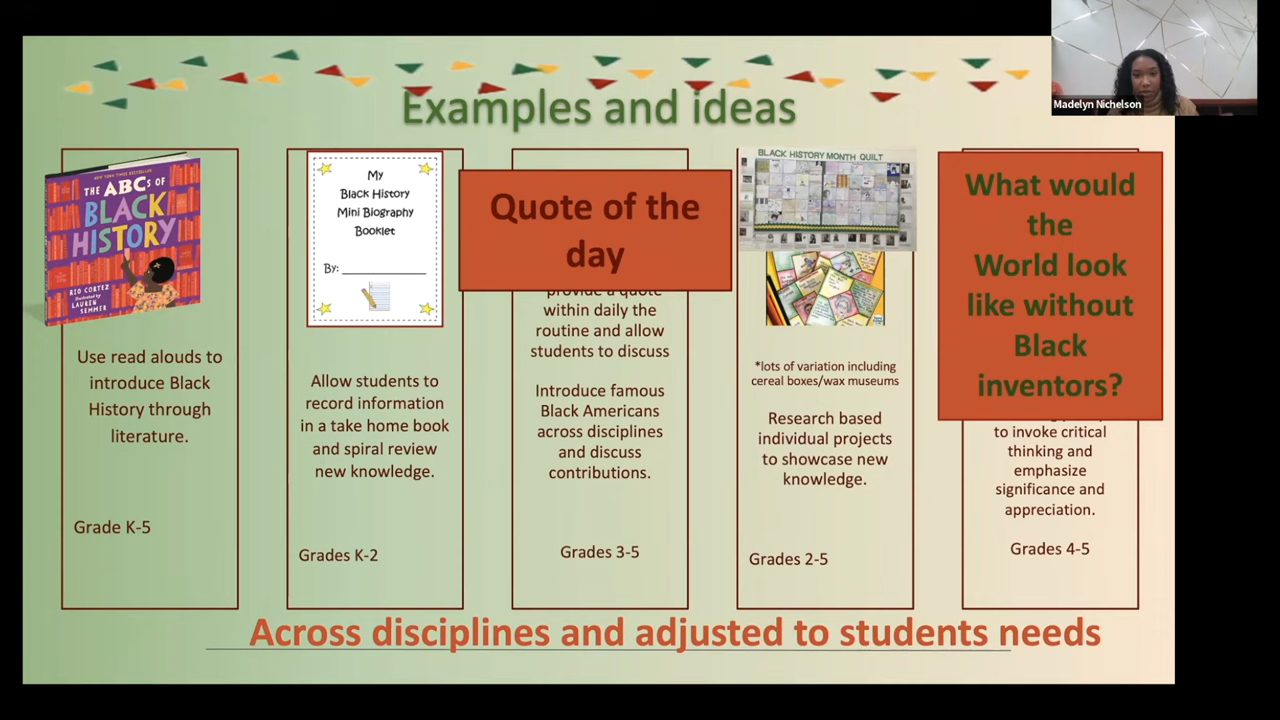 Madelyn Nichelson
Examples and ideas
NEW YORK TIMES BESTSELLER
THE ABCs OF
BLACK
HISTORY
RIO CORTEZ
Illustrated by
LAUREN
SEMMER
Use read alouds to
introduce Black
History through
literature.
Grade K-5
My
Black History
Mini Biography
Booklet
By:
Allow students to
record information
in a take home book
and spiral review
new knowledge.
Grades K-2
Quote of the
day
provide a quote
within daily the
routine and allow
students to discuss
Introduce famous
Black Americans
across disciplines
and discuss
contributions.
Grades 3-5
BLACK HISTORY MONTH QUILT
*lots of variation including
cereal boxes/wax museums
Research based
individual projects
to showcase new
knowledge.
Grades 2-5
What would
the
World look
like without
Black
inventors?
to invoke critical
thinking and
emphasize
significance and
appreciation.
Grades 4-5
Across disciplines and adjusted to students needs